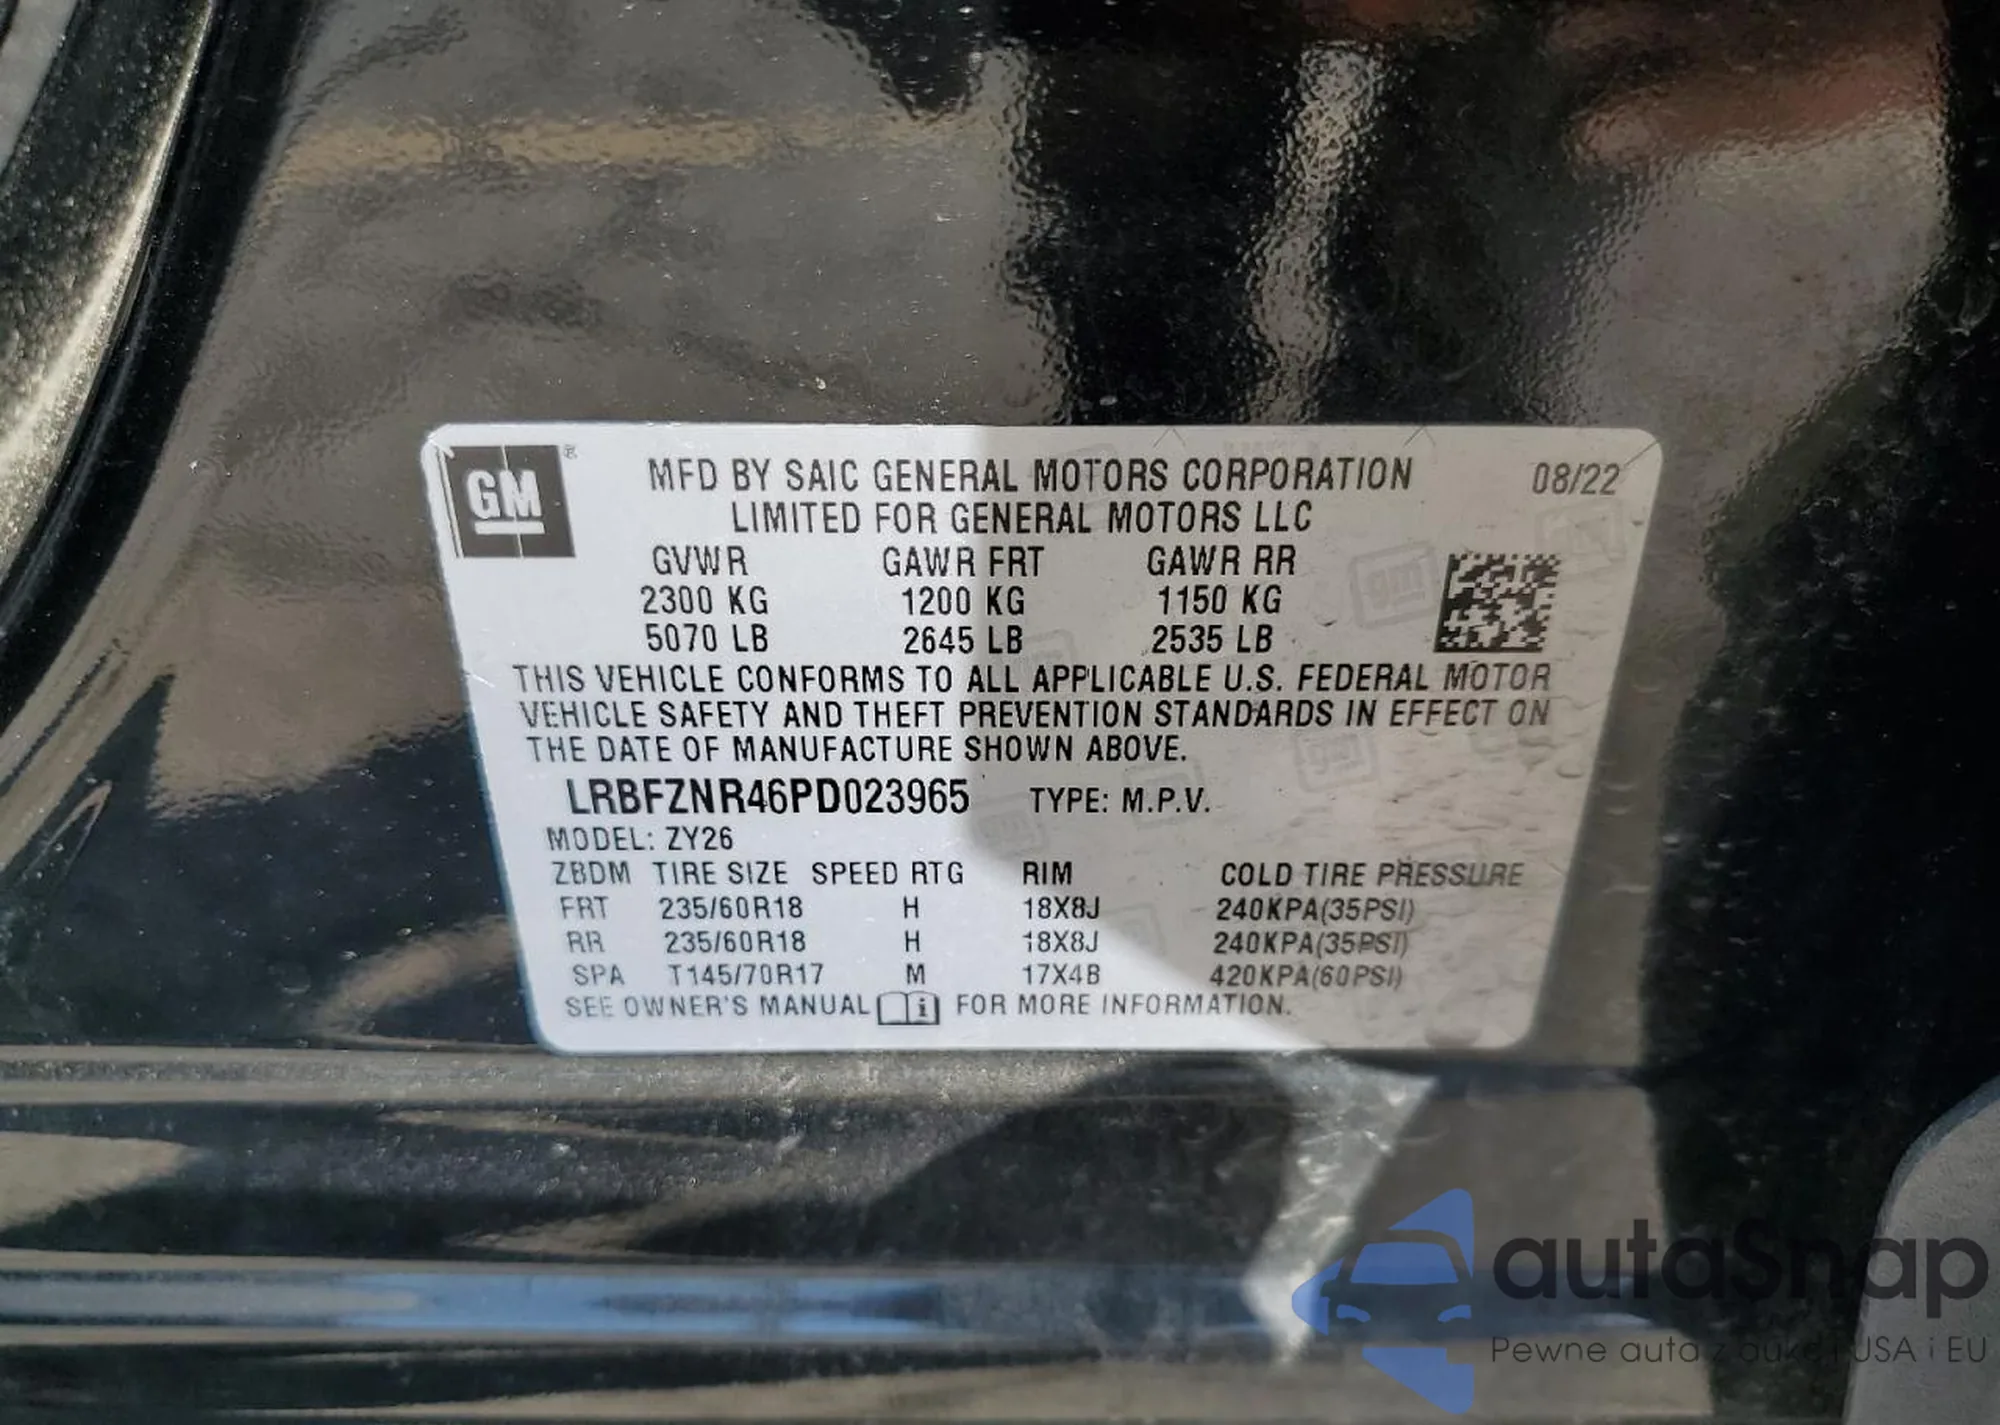 GM ®
MFD BY SAIC GENERAL MOTORS CORPORATION 08/22
LIMITED FOR GENERAL MOTORS LLC
GVWR GAWR FRT GAWR RR
2300 KG 1200 KG 1150 KG
5070 LB 2645 LB 2535 LB
THIS VEHICLE CONFORMS TO ALL APPLICABLE U.S. FEDERAL MOTOR
VEHICLE SAFETY AND THEFT PREVENTION STANDARDS IN EFFECT ON
THE DATE OF MANUFACTURE SHOWN ABOVE.
LRBFZNR46PD023965 TYPE: M.P.V.
MODEL: ZY26
ZBDM TIRE SIZE SPEED RTG RIM COLD TIRE PRESSURE
FRT 235/60R18 H 18X8J 240KPA(35PSI)
RR 235/60R18 H 18X8J 240KPA(35PSI)
SPA T145/70R17 M 17X4B 420KPA(60PSI)
SEE OWNER'S MANUAL i FOR MORE INFORMATION.
autaSnap
Pewne auta z aukcji USA i EU